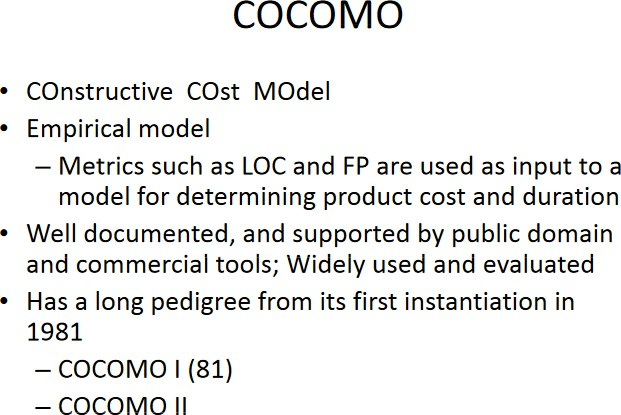 COCOMO
• COnstructive COst MOdel
• Empirical model
– Metrics such as LOC and FP are used as input to a
model for determining product cost and duration
• Well documented, and supported by public domain
and commercial tools; Widely used and evaluated
• Has a long pedigree from its first instantiation in
1981
– COCOMO I (81)
– COCOMO II